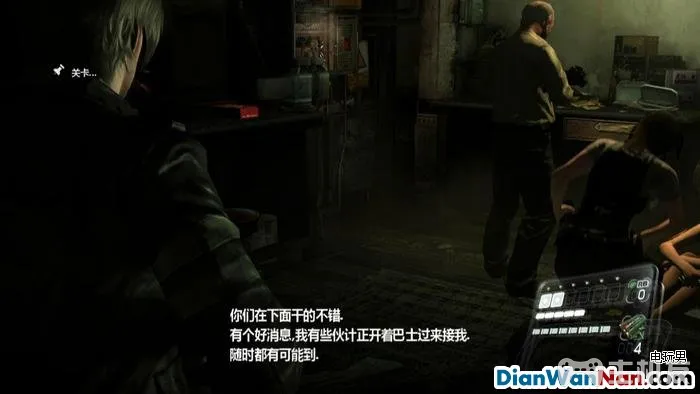 关卡...
你们在下面干的不错.
有个好消息,我有些伙计正开着巴士过来接我.
随时都有可能到.
0
4
电玩男
DianWanNan.com